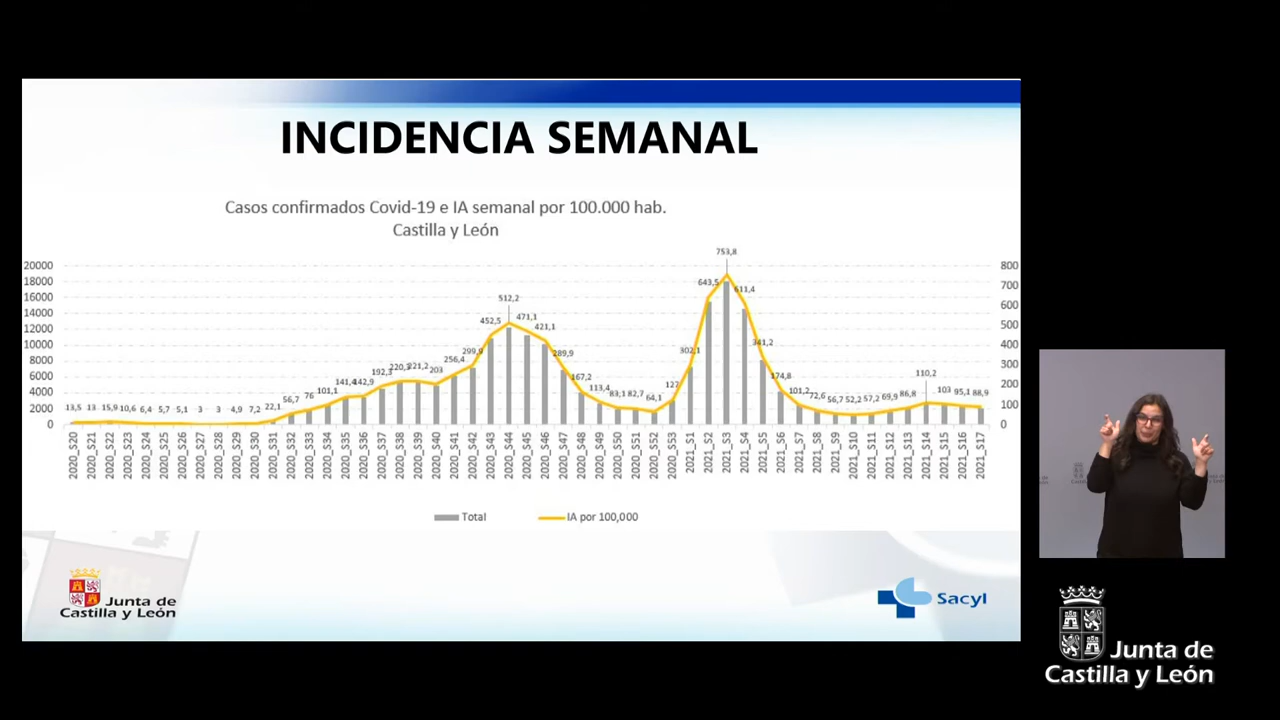 INCIDENCIA SEMANAL
Casos confirmados Covid-19 e IA semanal por 100.000 hab.
Castilla y León
20000
18000
16000
14000
12000
10000
8000
6000
4000
2000
0
800
700
600
500
400
300
200
100
0
13,5 13 15,9 10,6 6,4 5,7 5,1 3 3 4,9 7,2 22,1 56,7 76 101,1 141,4 142,9 192,3 220,3 221,2 203 256,4 299,9 452,5 512,2 471,1 421,1 289,9 167,2 113,4 83,1 82,7 64,1 127 302,1 643,5 753,8 611,4 341,2 174,8 101,2 72,6 56,7 52,2 57,2 69,9 86,8 110,2 103 95,1 88,9
2020_S20 2020_S21 2020_S22 2020_S23 2020_S24 2020_S25 2020_S26 2020_S27 2020_S28 2020_S29 2020_S30 2020_S31 2020_S32 2020_S33 2020_S34 2020_S35 2020_S36 2020_S37 2020_S38 2020_S39 2020_S40 2020_S41 2020_S42 2020_S43 2020_S44 2020_S45 2020_S46 2020_S47 2020_S48 2020_S49 2020_S50 2020_S51 2020_S52 2020_S53 2021_S1 2021_S2 2021_S3 2021_S4 2021_S5 2021_S6 2021_S7 2021_S8 2021_S9 2021_S10 2021_S11 2021_S12 2021_S13 2021_S14 2021_S15 2021_S16 2021_S17
Total IA por 100,000
Junta de
Castilla y León
Sacyl
Junta de
Castilla y León